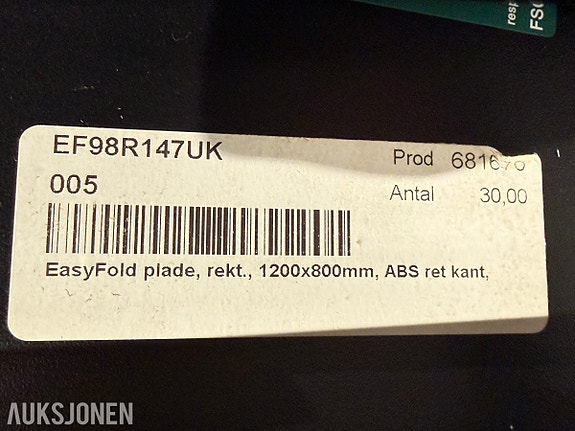 FSC
EF98R147UK
Prod
005
Antal 30,00
EasyFold plade, rekt., 1200x800mm, ABS ret kant,
AUKSJONEN